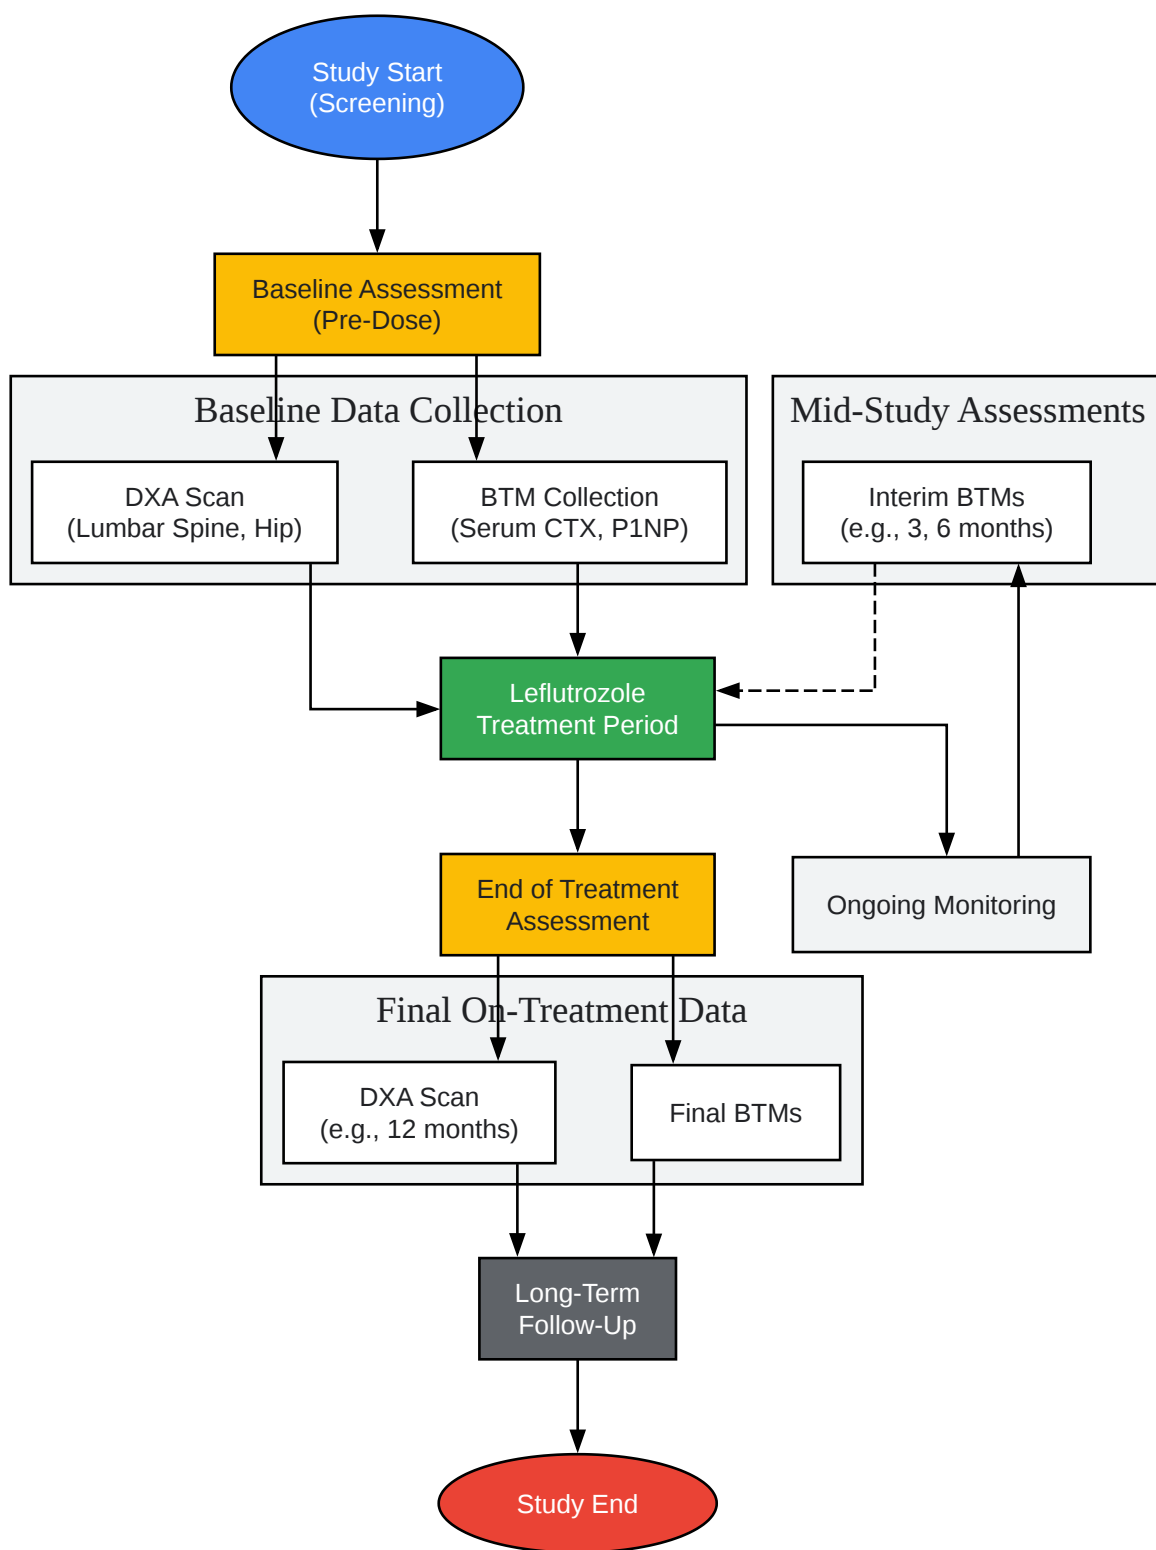 Study Start
(Screening)
Baseline Assessment
(Pre-Dose)
Baseline Data Collection
DXA Scan
(Lumbar Spine, Hip)
BTM Collection
(Serum CTX, P1NP)
Mid-Study Assessments
Interim BTMs
(e.g., 3, 6 months)
Leflutrozole
Treatment Period
End of Treatment
Assessment
Ongoing Monitoring
Final On-Treatment Data
DXA Scan
(e.g., 12 months)
Final BTMs
Long-Term
Follow-Up
Study End